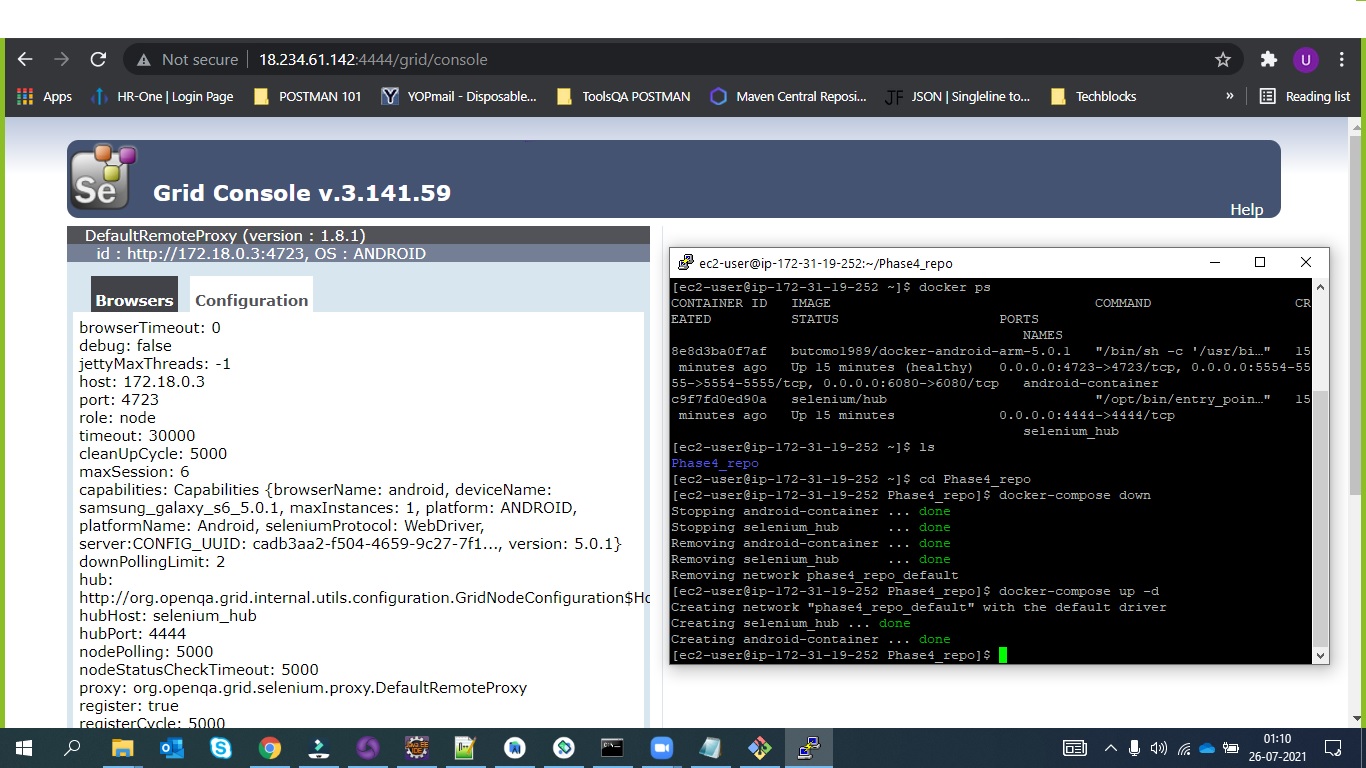 Not secure
18.234.61.142:4444/grid/console
U
Apps
HR-One | Login Page
POSTMAN 101
YOPmail - Disposable...
ToolsQA POSTMAN
Maven Central Reposi...
JF
JSON | Singleline to...
Techblocks
»
Reading list
Se
Grid Console v.3.141.59
Help
DefaultRemoteProxy (version : 1.8.1)
id : http://172.18.0.3:4723, OS : ANDROID
Browsers
Configuration
browserTimeout: 0
debug: false
jettyMaxThreads: -1
host: 172.18.0.3
port: 4723
role: node
timeout: 30000
cleanUpCycle: 5000
maxSession: 6
capabilities: Capabilities {browserName: android, deviceName:
samsung_galaxy_s6_5.0.1, maxInstances: 1, platform: ANDROID,
platformName: Android, seleniumProtocol: WebDriver,
server:CONFIG_UUID: cadb3aa2-f504-4659-9c27-7f1..., version: 5.0.1}
downPollingLimit: 2
hub:
http://org.openqa.grid.internal.utils.configuration.GridNodeConfiguration$Ho
hubHost: selenium_hub
hubPort: 4444
nodePolling: 5000
nodeStatusCheckTimeout: 5000
proxy: org.openqa.grid.selenium.proxy.DefaultRemoteProxy
register: true
registerCycle: 5000
ec2-user@ip-172-31-19-252:~/Phase4_repo
[ec2-user@ip-172-31-19-252 ~]$ docker ps
CONTAINER ID   IMAGE                                 COMMAND                  CR
EATED          STATUS                    PORTS
                                            NAMES
8e8d3ba0f7af   butomo1989/docker-android-arm-5.0.1   "/bin/sh -c '/usr/bi…"   15
 minutes ago   Up 15 minutes (healthy)   0.0.0.0:4723->4723/tcp, 0.0.0.0:5554-55
55->5554-5555/tcp, 0.0.0.0:6080->6080/tcp   android-container
c9f7fd0ed90a   selenium/hub                          "/opt/bin/entry_poin…"   15
 minutes ago   Up 15 minutes             0.0.0.0:4444->4444/tcp
                                            selenium_hub
[ec2-user@ip-172-31-19-252 ~]$ ls
Phase4_repo
[ec2-user@ip-172-31-19-252 ~]$ cd Phase4_repo
[ec2-user@ip-172-31-19-252 Phase4_repo]$ docker-compose down
Stopping android-container ... done
Stopping selenium_hub      ... done
Removing android-container ... done
Removing selenium_hub      ... done
Removing network phase4_repo_default
[ec2-user@ip-172-31-19-252 Phase4_repo]$ docker-compose up -d
Creating network "phase4_repo_default" with the default driver
Creating selenium_hub ... done
Creating android-container ... done
[ec2-user@ip-172-31-19-252 Phase4_repo]$
01:10
26-07-2021